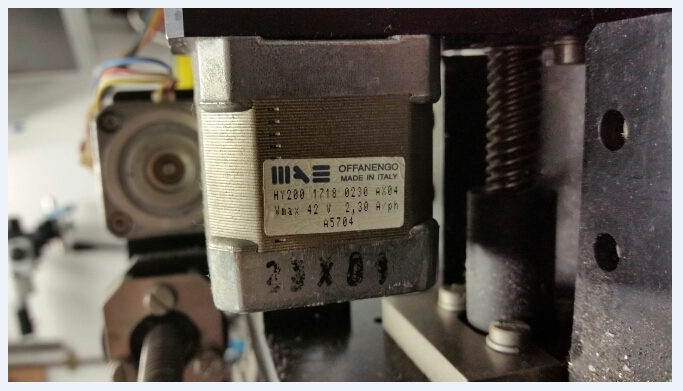 MAE OFFANENGO
MADE IN ITALY
HY200 1718 0230 AX04
Vmax 42 V 2,30 A/ph
A5704
23X01